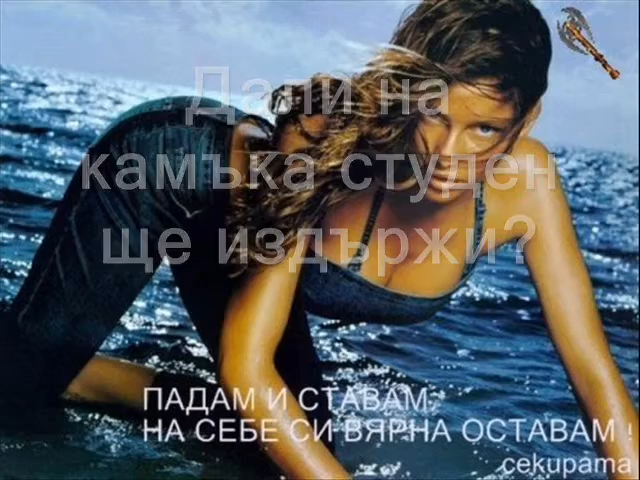 Дали на
камъка студен
ще издържи?
ПАДАМ И СТАВАМ,
НА СЕБЕ СИ ВЯРНА ОСТАВАМ !
cekupama